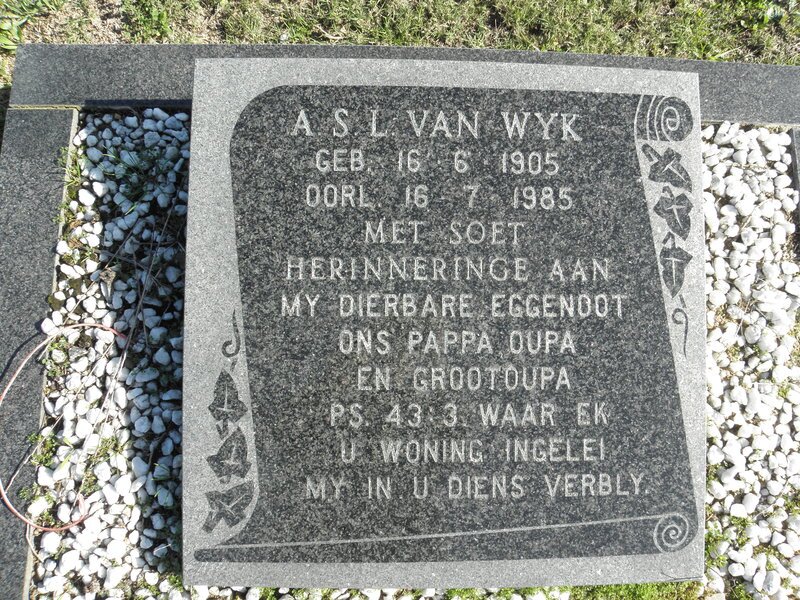 A. S. L. VAN WYK
GEB. 16 6 1905
OORL. 16 7 1985
MET SOET
HERINNERINGE AAN
MY DIERBARE EGGENOOT
ONS PAPPA, OUPA
EN GROOTOUPA
PS. 43:3. WAAR EK
U WONING INGELEI
MY IN U DIENS VERBLY.